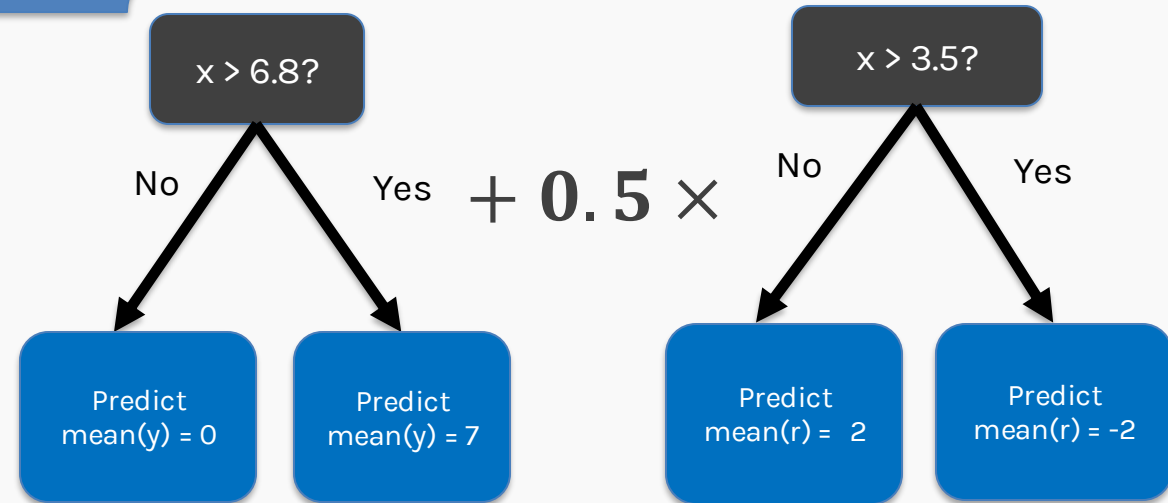 x > 6.8?
x > 3.5?
No
Yes
+ 0.5 ×
No
Yes
Predict
mean(y) = 0
Predict
mean(y) = 7
Predict
mean(r) =  2
Predict
mean(r) = -2